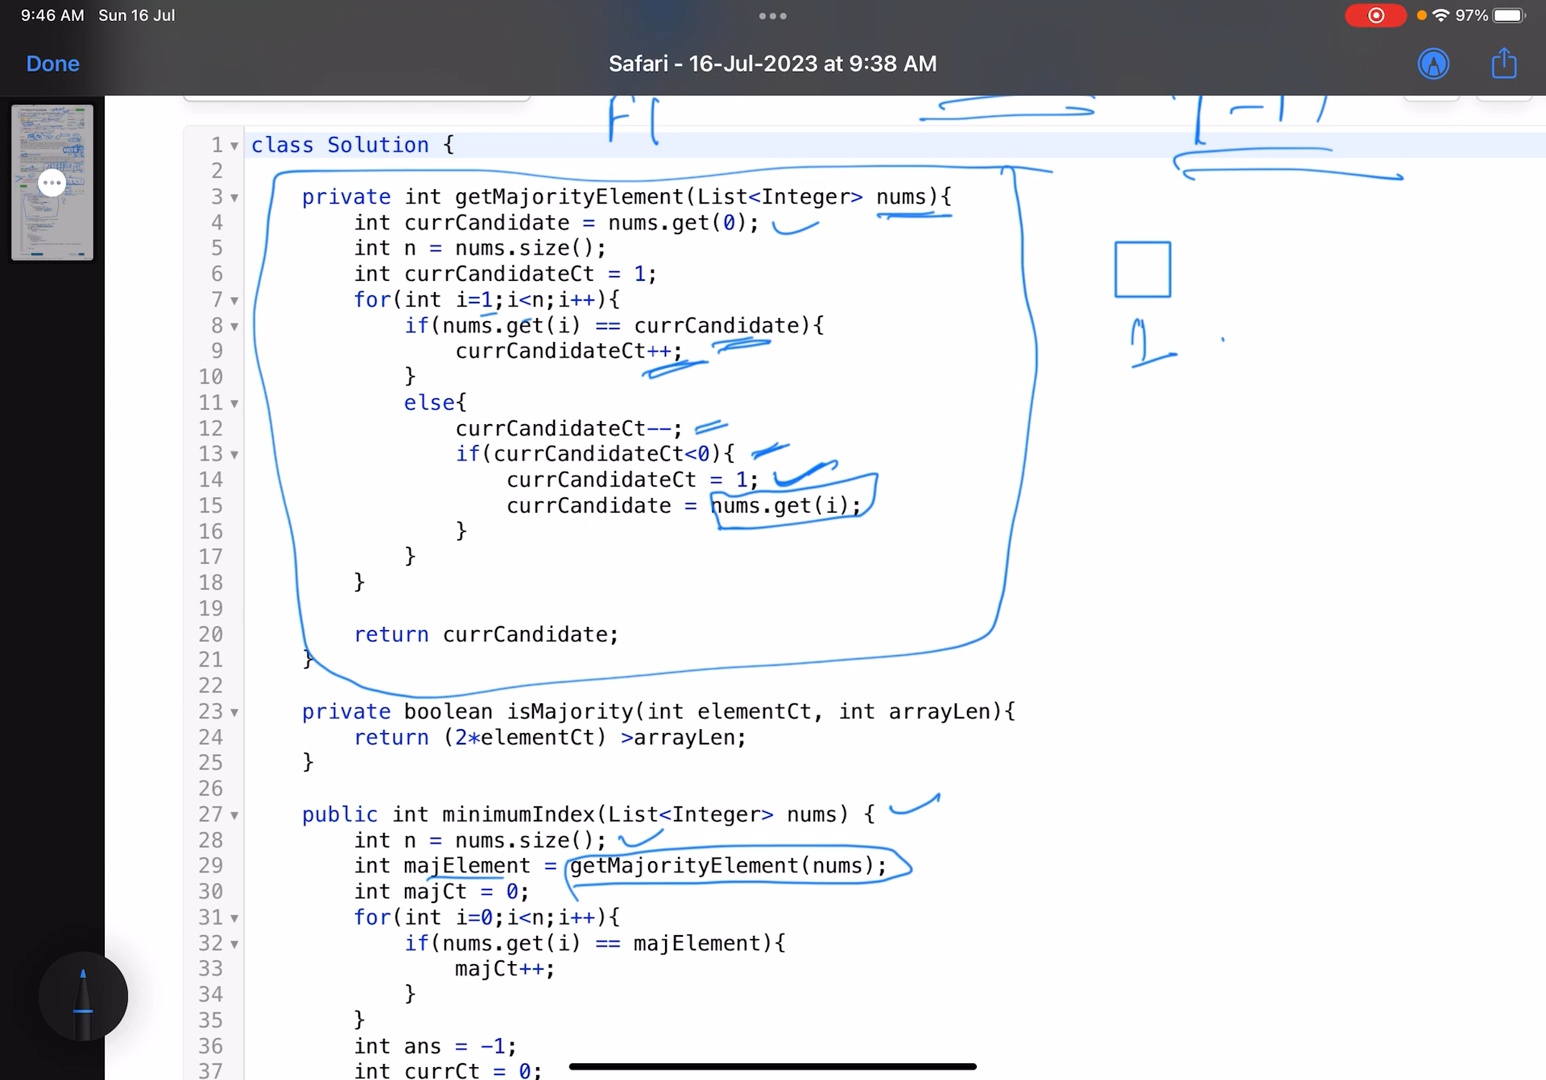 9:46 AM Sun 16 Jul
97%
Done
Safari - 16-Jul-2023 at 9:38 AM
1 class Solution {
2
3 private int getMajorityElement(List<Integer> nums){
4 int currCandidate = nums.get(0);
5 int n = nums.size();
6 int currCandidateCt = 1;
7 for(int i=1;i<n;i++){
8 if(nums.get(i) == currCandidate){
9 currCandidateCt++;
10 }
11 else{
12 currCandidateCt--;
13 if(currCandidateCt<0){
14 currCandidateCt = 1;
15 currCandidate = nums.get(i);
16 }
17 }
18 }
19
20 return currCandidate;
21 }
22
23 private boolean isMajority(int elementCt, int arrayLen){
24 return (2*elementCt) >arrayLen;
25 }
26
27 public int minimumIndex(List<Integer> nums) {
28 int n = nums.size();
29 int majElement = getMajorityElement(nums);
30 int majCt = 0;
31 for(int i=0;i<n;i++){
32 if(nums.get(i) == majElement){
33 majCt++;
34 }
35 }
36 int ans = -1;
37 int currCt = 0;
1